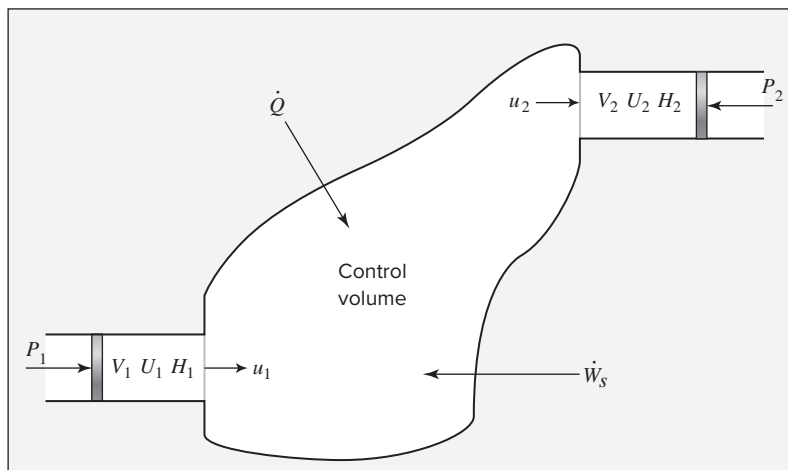 u₂
V₂ U₂ H₂
P₂
Q̇
Control
volume
P₁
V₁ U₁ H₁
u₁
Ẇₛ